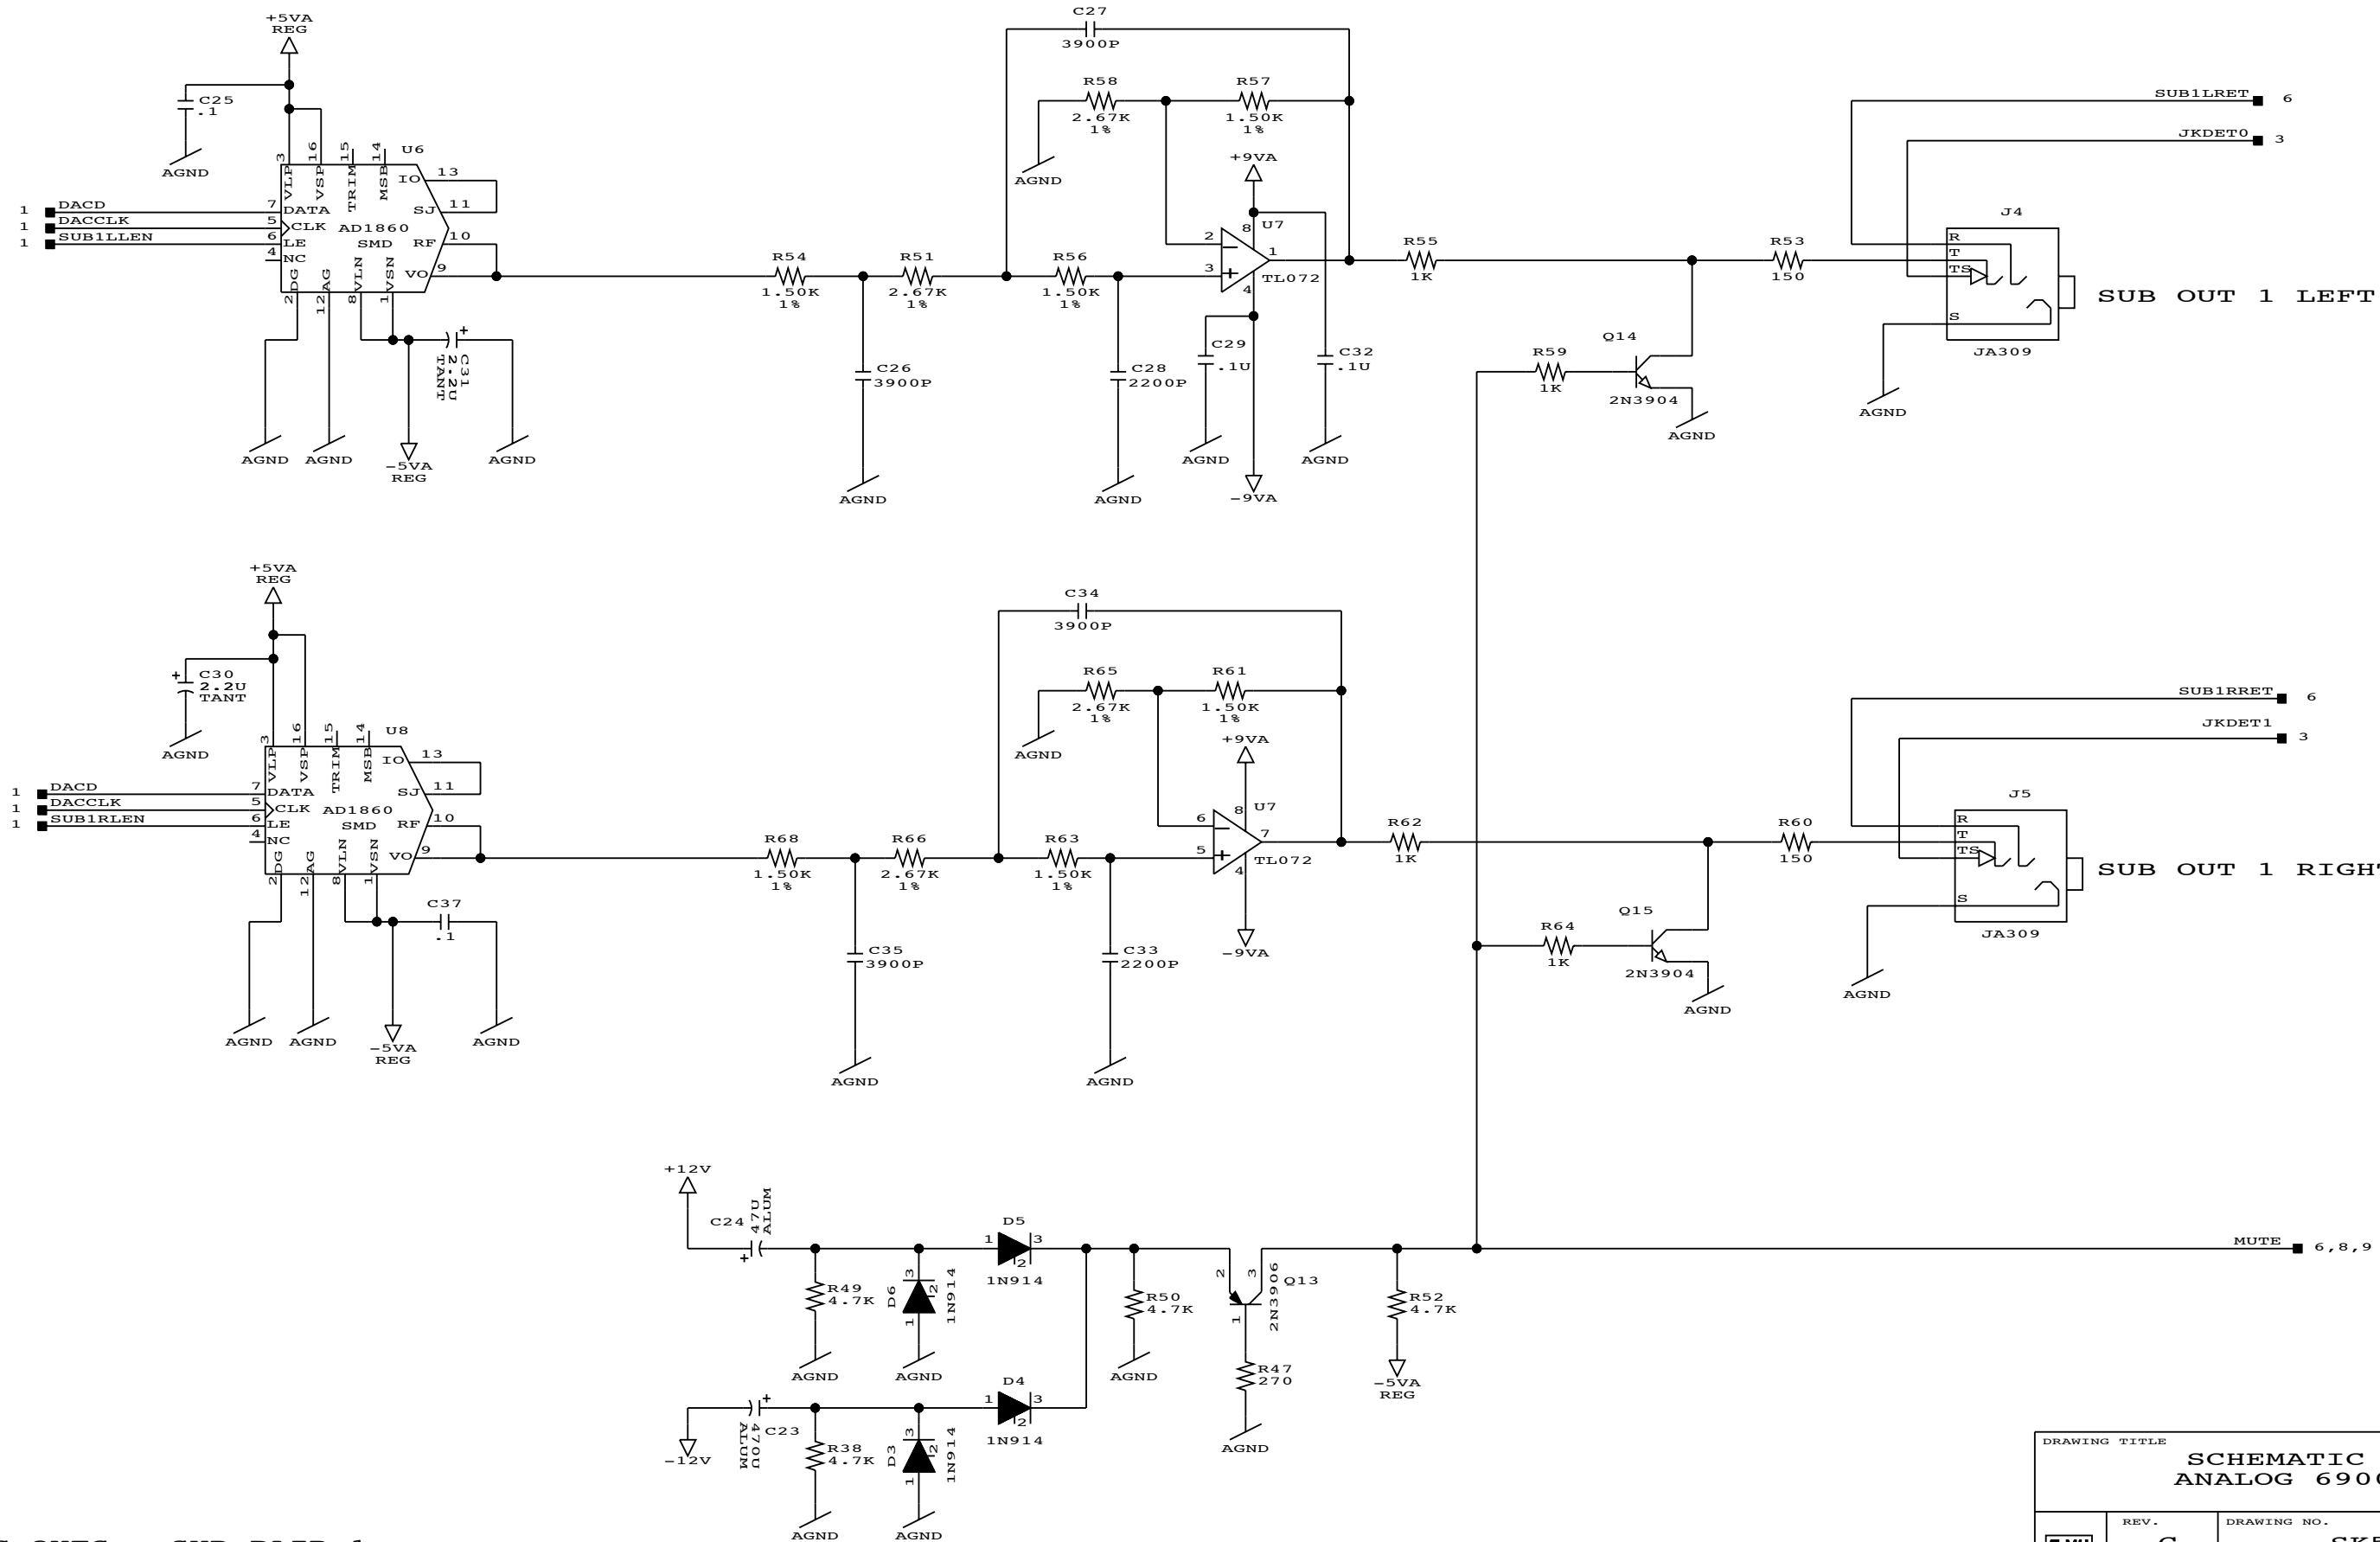 +5VA
REG
C25
.1
AGND
3
16
15
14
U6
VLP
VSP
TRIM
MSB
IO
13
1
DACD
7
DATA
SJ
11
1
DACCLK
5
CLK
AD1860
1
SUB1LLEN
6
LE
SMD
RF
10
4
NC
VO
9
DG
AG
VLN
VSN
2
12
8
1
+
C31
2.2U
TANT
AGND
AGND
-5VA
REG
AGND
R54
1.50K
1%
R51
2.67K
1%
R56
1.50K
1%
C26
3900P
AGND
C28
2200P
AGND
C27
3900P
R58
2.67K
1%
R57
1.50K
1%
AGND
+9VA
8
U7
2
1
3
4
TL072
C29
.1U
AGND
C32
.1U
AGND
-9VA
R55
1K
R53
150
R59
1K
Q14
2N3904
AGND
SUB1LRET
6
JKDET0
3
J4
R
T
TS
S
JA309
AGND
SUB OUT 1 LEFT
+5VA
REG
+
C30
2.2U
TANT
AGND
3
16
15
14
U8
VLP
VSP
TRIM
MSB
IO
13
1
DACD
7
DATA
SJ
11
1
DACCLK
5
CLK
AD1860
1
SUB1RLEN
6
LE
SMD
RF
10
4
NC
VO
9
DG
AG
VLN
VSN
2
12
8
1
C37
.1
AGND
AGND
-5VA
REG
AGND
R68
1.50K
1%
R66
2.67K
1%
R63
1.50K
1%
C35
3900P
AGND
C33
2200P
AGND
C34
3900P
R65
2.67K
1%
R61
1.50K
1%
AGND
+9VA
8
U7
6
7
5
4
TL072
-9VA
R62
1K
R60
150
R64
1K
Q15
2N3904
AGND
SUB1RRET
6
JKDET1
3
J5
R
T
TS
S
JA309
AGND
SUB OUT 1 RIGHT
+12V
C24
47U
ALUM
+
R49
4.7K
AGND
D6
3
2
1
1N914
AGND
D5
1
3
2
1N914
R50
4.7K
AGND
2
3
1
2N3906
Q13
R47
270
AGND
R52
4.7K
-5VA
REG
MUTE
6,8,9
-12V
+
C23
470U
ALUM
R38
4.7K
AGND
D3
3
2
1
1N914
AGND
D4
1
3
2
1N914
DRAWING TITLE
SCHEMATIC
ANALOG 690
REV.
DRAWING NO.